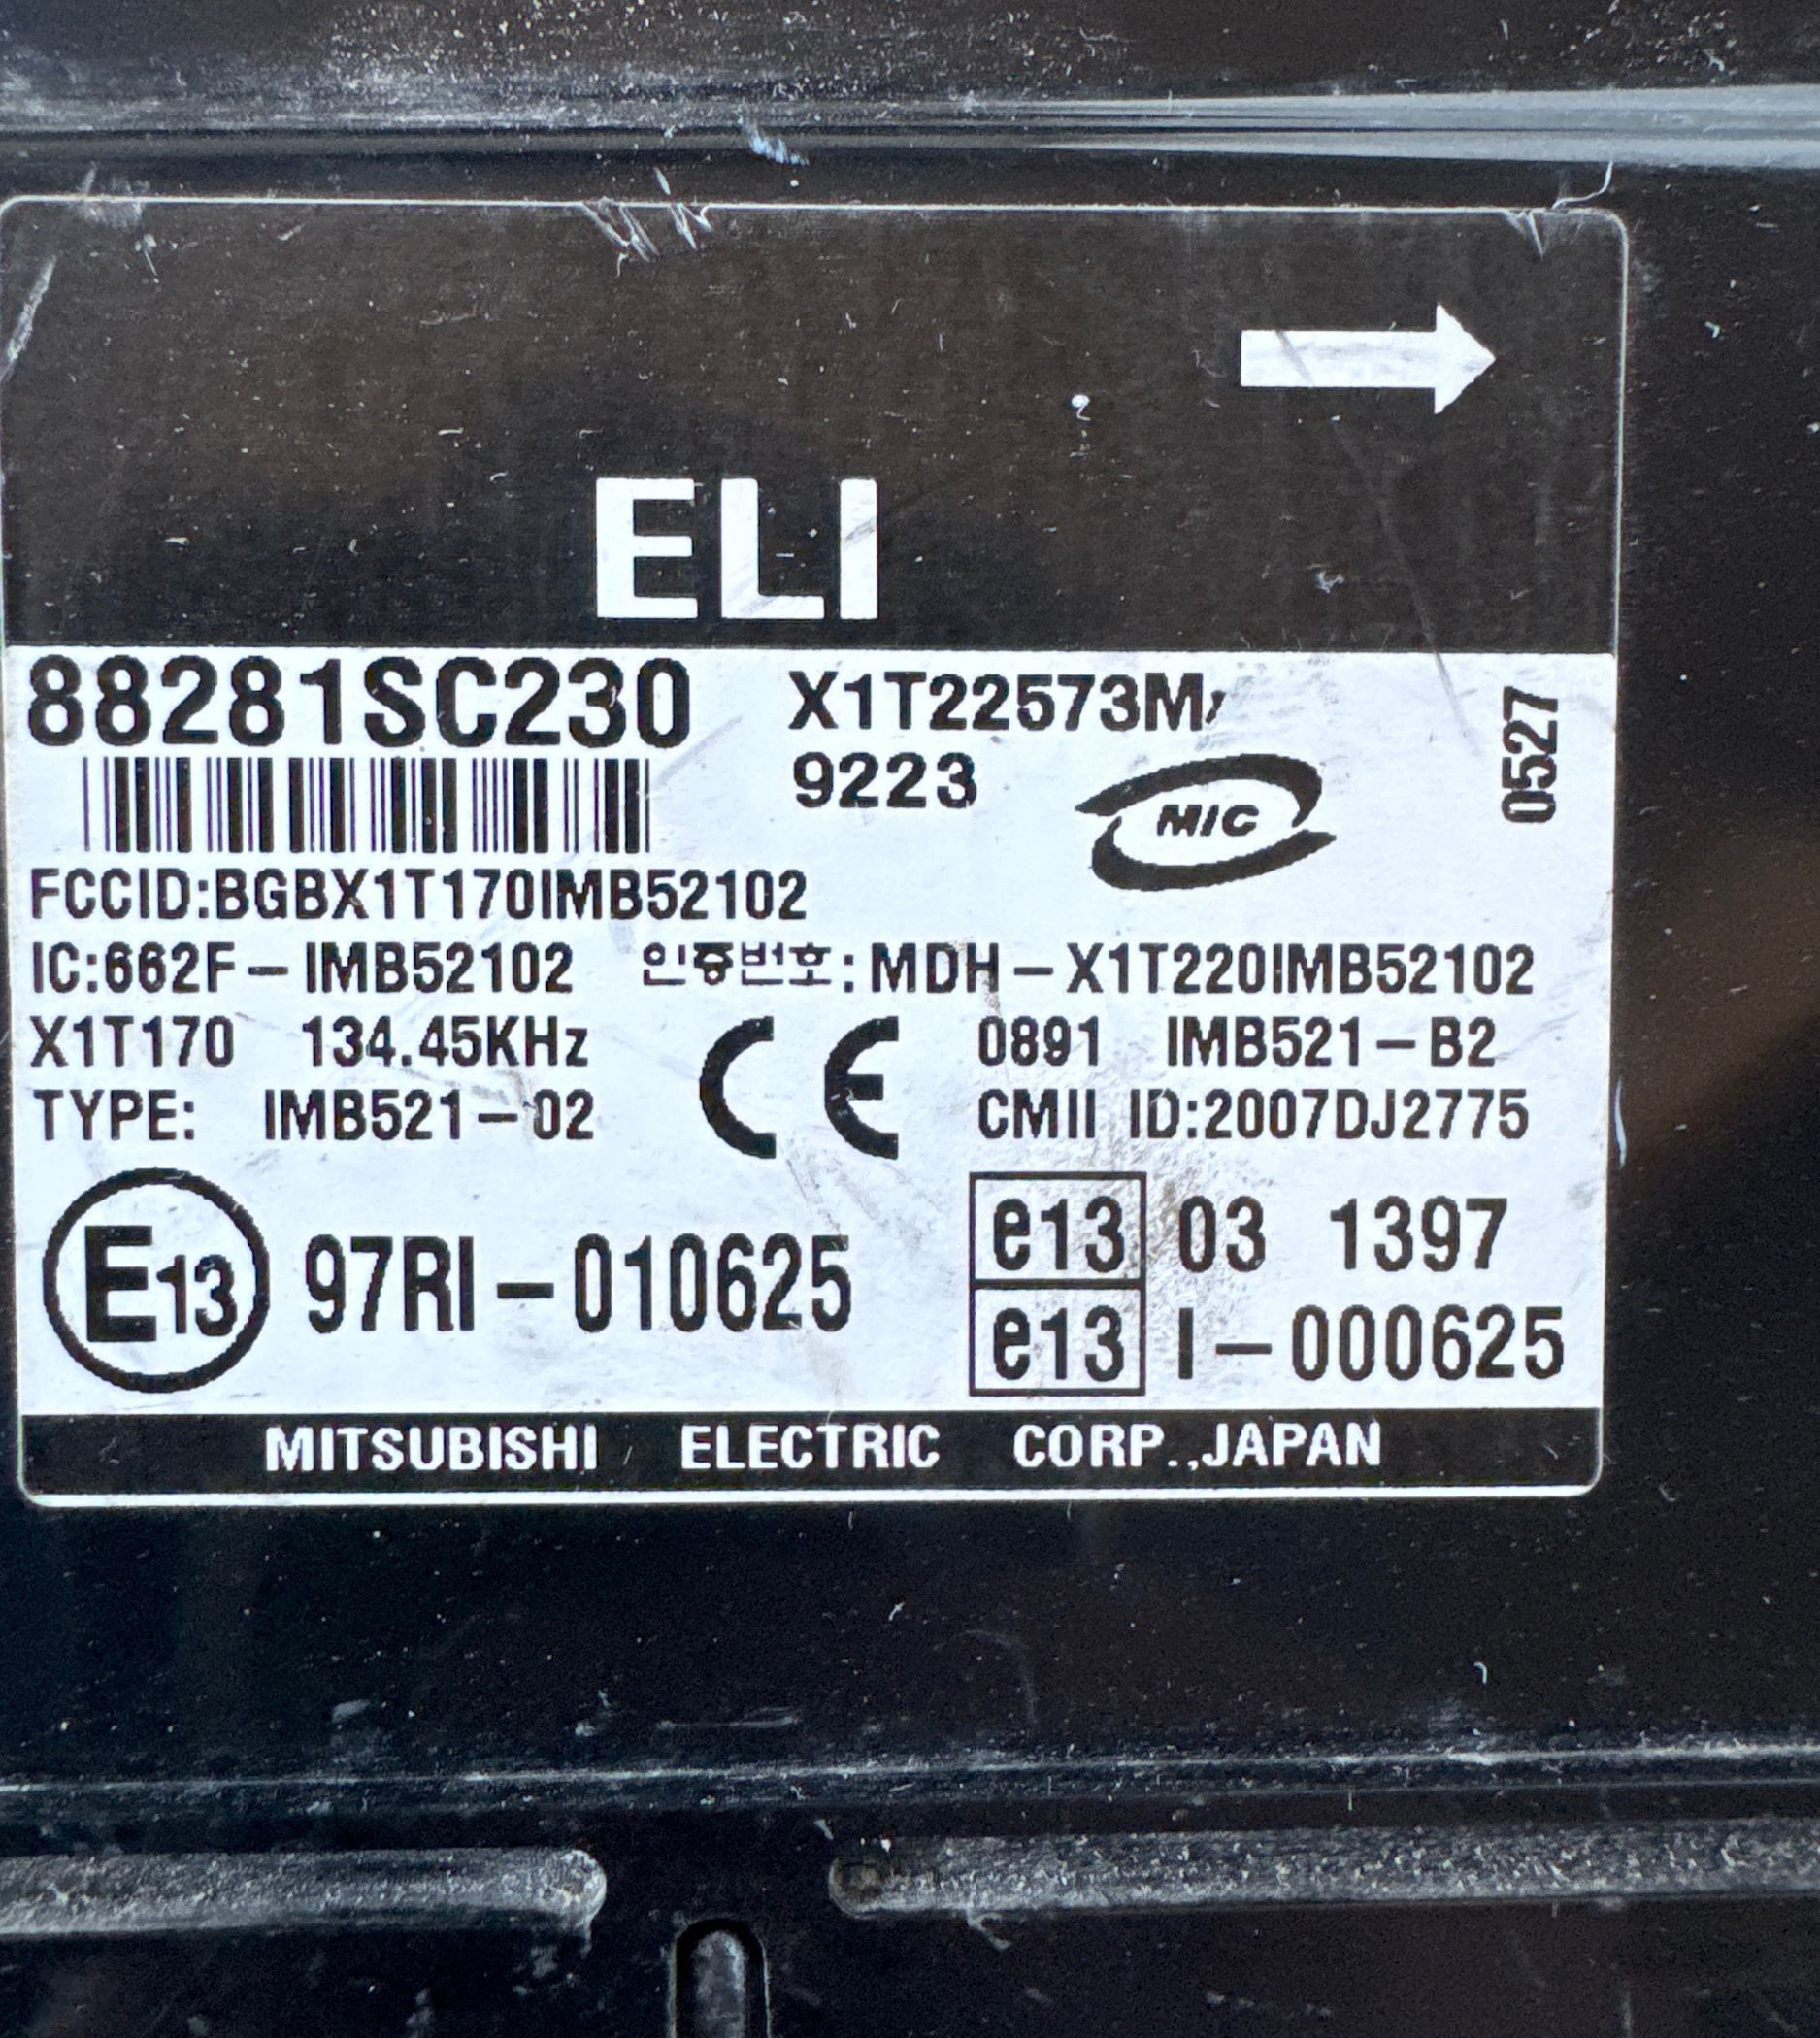 ELI
88281SC230 X1T22573M
9223
MIC
0527
FCCID:BGBX1T170IMB52102
IC:662F-IMB52102 인증번호:MDH-X1T220IMB52102
X1T170 134.45KHz CE 0891 IMB521-B2
TYPE: IMB521-02 CMII ID:2007DJ2775
E13 97RI-010625
e13 03 1397
e13 I-000625
MITSUBISHI ELECTRIC CORP.,JAPAN